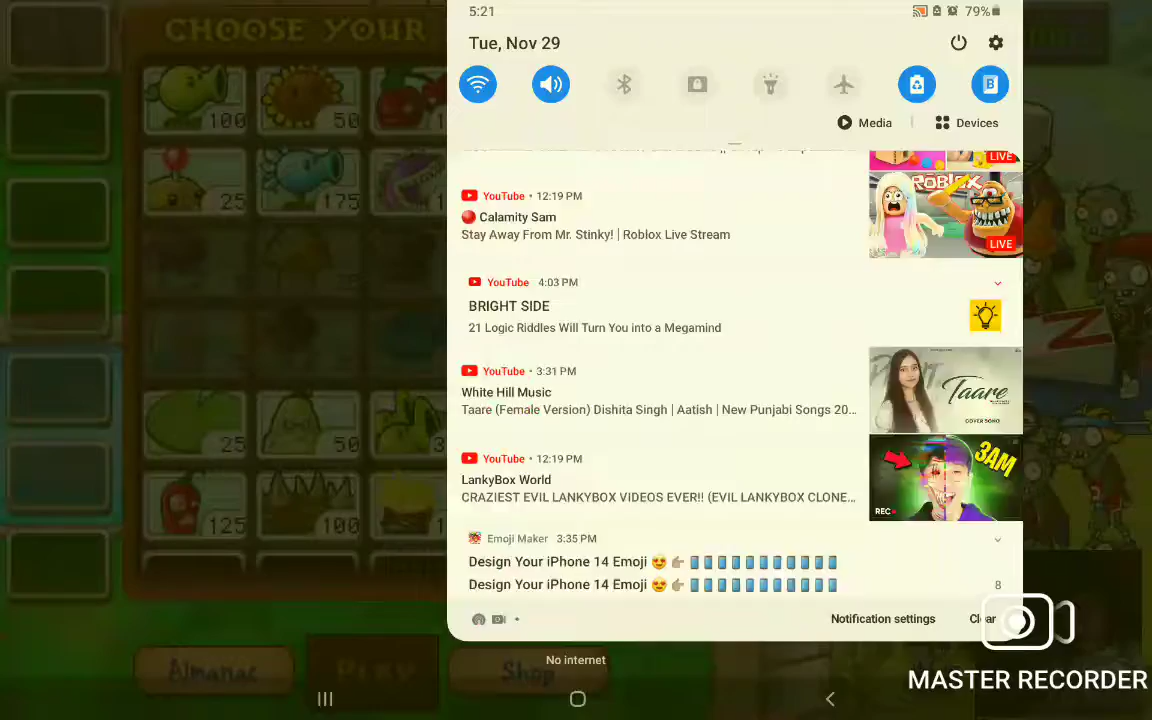 CHOOSE YOUR
5:21
79%
Tue, Nov 29
Media
Devices
LIVE
YouTube • 12:19 PM
Calamity Sam
Stay Away From Mr. Stinky! | Roblox Live Stream
ROBLOX
LIVE
YouTube 4:03 PM
BRIGHT SIDE
21 Logic Riddles Will Turn You into a Megamind
YouTube • 3:31 PM
White Hill Music
Taare (Female Version) Dishita Singh | Aatish | New Punjabi Songs 20...
Taare
COVER SONG
YouTube • 12:19 PM
LankyBox World
CRAZIEST EVIL LANKYBOX VIDEOS EVER!! (EVIL LANKYBOX CLONE...
3AM
REC
Emoji Maker 3:35 PM
Design Your iPhone 14 Emoji 😍 👉🏽 📱📱📱📱📱📱📱📱📱📱📱
Design Your iPhone 14 Emoji 😍 👉🏽 📱📱📱📱📱📱📱📱📱📱📱
8
Notification settings
Clear
No internet
100
50
25
175
25
50
125
100
Almanac
PLAY
Shop
MASTER RECORDER